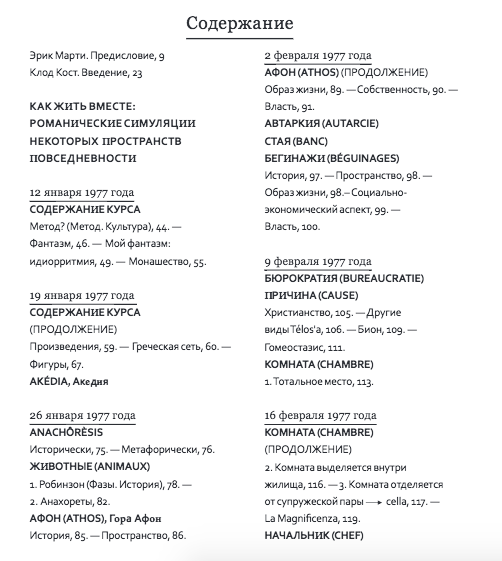 Содержание
Эрик Марти. Предисловие, 9
Клод Кост. Введение, 23
КАК ЖИТЬ ВМЕСТЕ:
РОМАНИЧЕСКИЕ СИМУЛЯЦИИ
НЕКОТОРЫХ ПРОСТРАНСТВ
ПОВСЕДНЕВНОСТИ
12 января 1977 года
СОДЕРЖАНИЕ КУРСА
Метод? (Метод. Культура), 44. —
Фантазм, 46. — Мой фантазм:
идиорритмия, 49. — Монашество, 55.
19 января 1977 года
СОДЕРЖАНИЕ КУРСА
(ПРОДОЛЖЕНИЕ)
Произведения, 59. — Греческая сеть, 60. —
Фигуры, 67.
AKÉDIA, Акедия
26 января 1977 года
ANACHÔRÈSIS
Исторически, 75. — Метафорически, 76.
ЖИВОТНЫЕ (ANIMAUX)
1. Робинзон (Фазы. История), 78. —
2. Анахореты, 82.
АФОН (ATHOS), Гора Афон
История, 85. — Пространство, 86.
2 февраля 1977 года
АФОН (ATHOS) (ПРОДОЛЖЕНИЕ)
Образ жизни, 89. — Собственность, 90. —
Власть, 91.
АВТАРКИЯ (AUTARCIE)
СТАЯ (BANC)
БЕГИНАЖИ (BÉGUINAGES)
История, 97. — Пространство, 98. —
Образ жизни, 98.— Социально-
экономический аспект, 99. —
Власть, 100.
9 февраля 1977 года
БЮРОКРАТИЯ (BUREAUCRATIE)
ПРИЧИНА (CAUSE)
Христианство, 105. — Другие
виды Télos'a, 106. — Бион, 109. —
Гомеостазис, 111.
КОМНАТА (CHAMBRE)
1. Тотальное место, 113.
16 февраля 1977 года
КОМНАТА (CHAMBRE)
(ПРОДОЛЖЕНИЕ)
2. Комната выделяется внутри
жилища, 116. — 3. Комната отделяется
от супружеской пары → cella, 117. —
La Magnificenza, 119.
НАЧАЛЬНИК (CHEF)